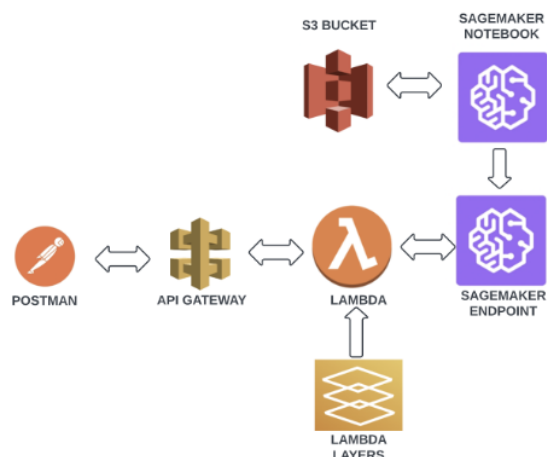 S3 BUCKET
SAGEMAKER
NOTEBOOK
POSTMAN
API GATEWAY
LAMBDA
SAGEMAKER
ENDPOINT
LAMBDA
LAYERS